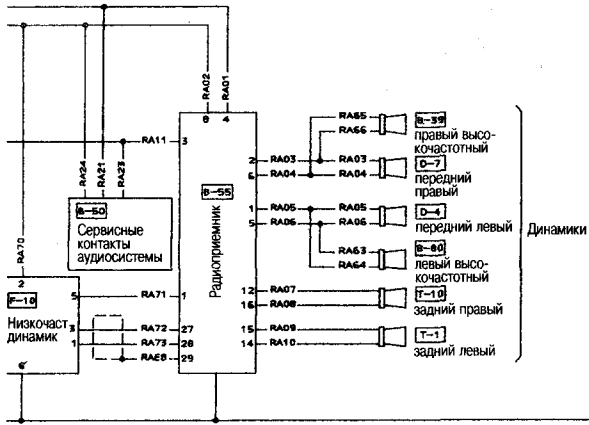 RA02
RA01
8
4
RA65
RA66
B-39
правый высо-
кочастотный
RA11
3
RA24
RA21
RA23
2
RA03
RA03
6
RA04
RA04
D-7
передний
правый
B-55
Радиоприемник
B-50
Сервисные
контакты
аудиосистемы
1
RA05
RA05
5
RA06
RA06
D-4
передний левый
Динамики
RA63
RA64
B-60
левый высо-
кочастотный
RA70
2
F-10
Низкочаст
динамик
5
RA71
1
12
RA07
16
RA08
T-10
задний правый
3
RA72
27
1
RA73
28
RAE8
29
15
RA09
14
RA10
T-1
задний левый
6